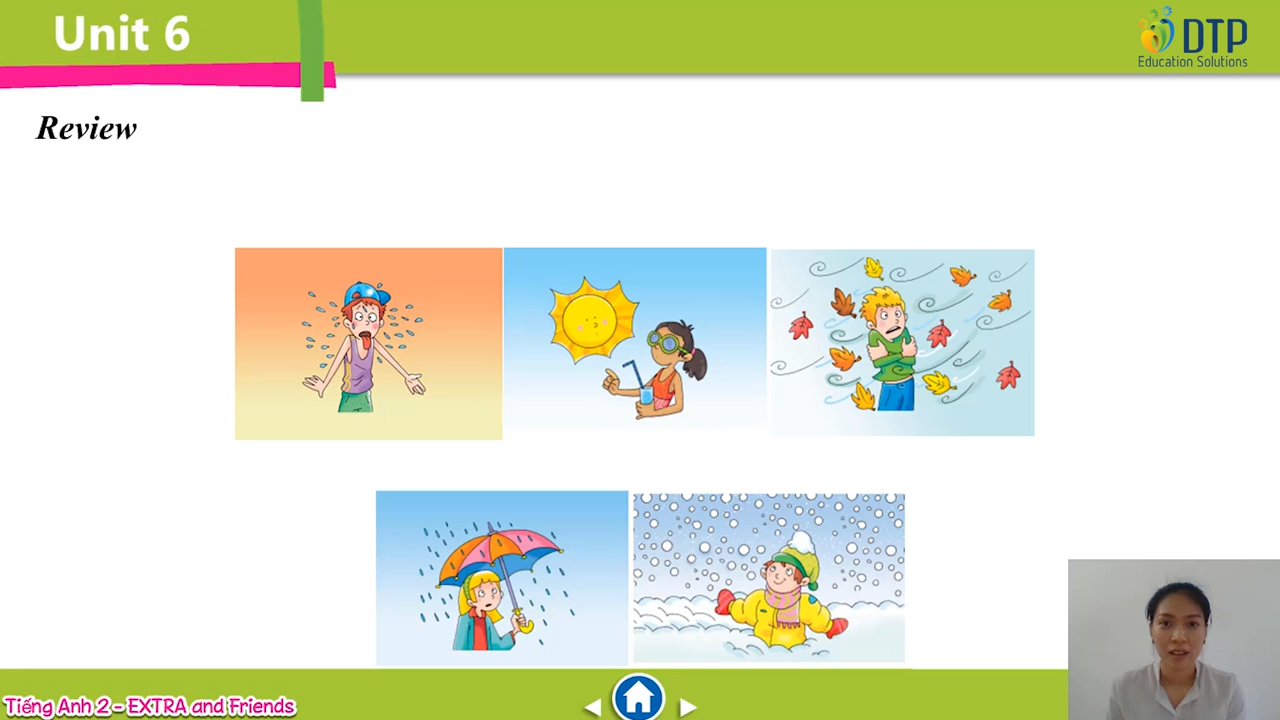 Unit 6
DTP
Education Solutions
Review
Tiếng Anh 2 - EXTRA and Friends